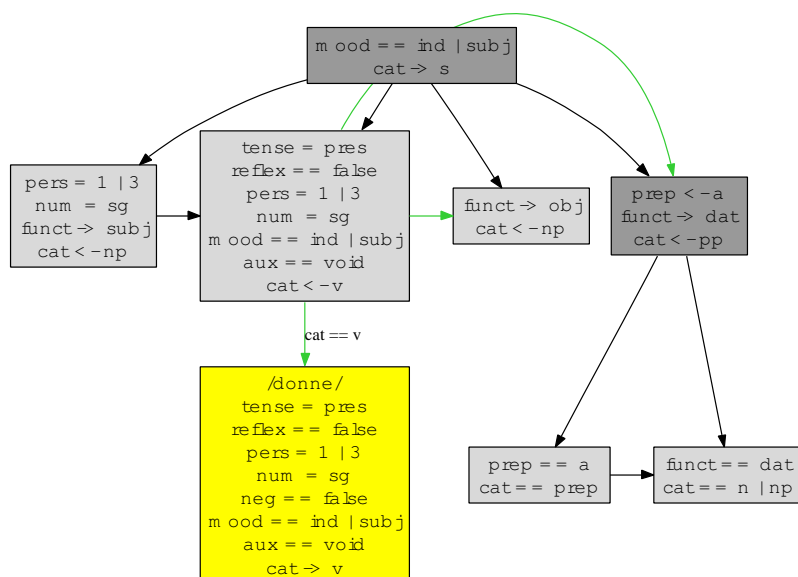 mood == ind | subj
cat -> s
tense = pres
reflex == false
pers = 1 | 3
num = sg
mood == ind | subj
aux == void
cat <- v
pers = 1 | 3
num = sg
funct -> subj
cat <- np
funct -> obj
cat <- np
prep <- a
funct -> dat
cat <- pp
cat == v
/donne/
tense = pres
reflex == false
pers = 1 | 3
num = sg
neg == false
mood == ind | subj
aux == void
cat -> v
prep == a
cat == prep
funct == dat
cat == n | np